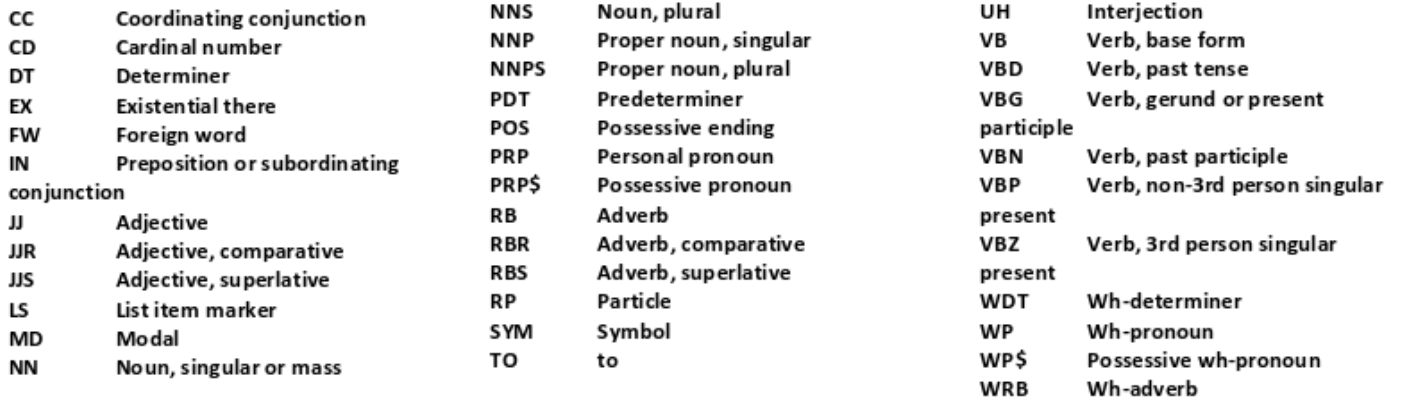 CC Coordinating conjunction
CD Cardinal number
DT Determiner
EX Existential there
FW Foreign word
IN Preposition or subordinating
conjunction
JJ Adjective
JJR Adjective, comparative
JJS Adjective, superlative
LS List item marker
MD Modal
NN Noun, singular or mass
NNS Noun, plural
NNP Proper noun, singular
NNPS Proper noun, plural
PDT Predeterminer
POS Possessive ending
PRP Personal pronoun
PRP$ Possessive pronoun
RB Adverb
RBR Adverb, comparative
RBS Adverb, superlative
RP Particle
SYM Symbol
TO to
UH Interjection
VB Verb, base form
VBD Verb, past tense
VBG Verb, gerund or present
participle
VBN Verb, past participle
VBP Verb, non-3rd person singular
present
VBZ Verb, 3rd person singular
present
WDT Wh-determiner
WP Wh-pronoun
WP$ Possessive wh-pronoun
WRB Wh-adverb